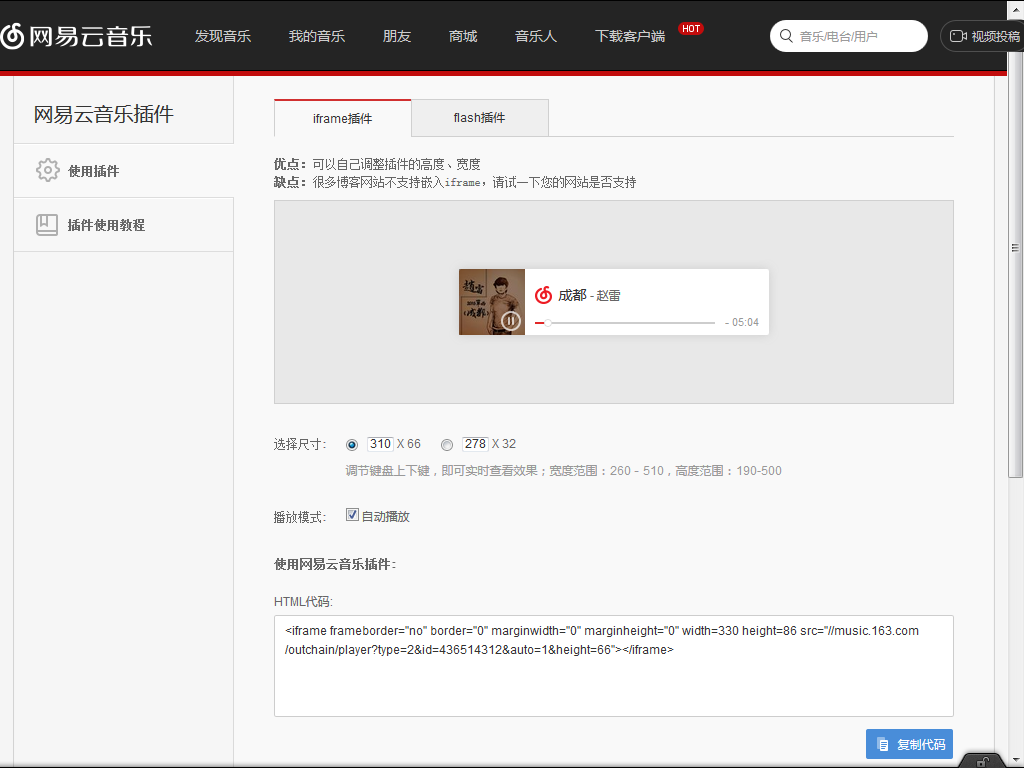 网易云音乐
发现音乐
我的音乐
朋友
商城
音乐人
下载客户端
HOT
音乐/电台/用户
视频投稿
网易云音乐插件
使用插件
插件使用教程
iframe插件
flash插件
优点：可以自己调整插件的高度、宽度
缺点：很多博客网站不支持嵌入iframe，请试一下您的网站是否支持
趙雷
(成都)
成都 - 赵雷
- 05:04
选择尺寸： 310 X 66 278 X 32
调节键盘上下键，即可实时查看效果；宽度范围：260 - 510，高度范围：190-500
播放模式： 自动播放
使用网易云音乐插件：
HTML代码:
<iframe frameborder="no" border="0" marginwidth="0" marginheight="0" width=330 height=86 src="//music.163.com
/outchain/player?type=2&id=436514312&auto=1&height=66"></iframe>
复制代码